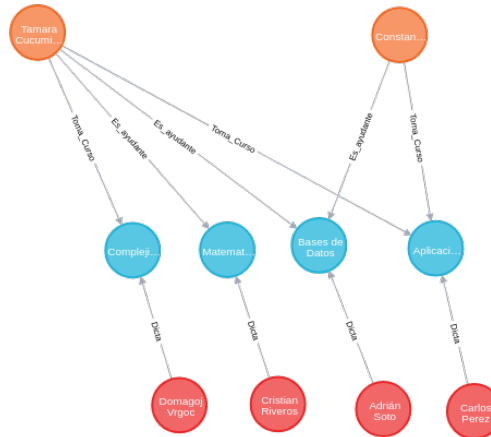 Tamara
Cucumi...
Constan...
Toma_Curso
Es_ayudante
Es_ayudante
Toma_Curso
Es_ayudante
Toma_Curso
Compleji...
Matemat...
Bases de
Datos
Aplicaci...
Dicta
Dicta
Dicta
Dicta
Domagoj
Vrgoc
Cristian
Riveros
Adrián
Soto
Carlos
Perez